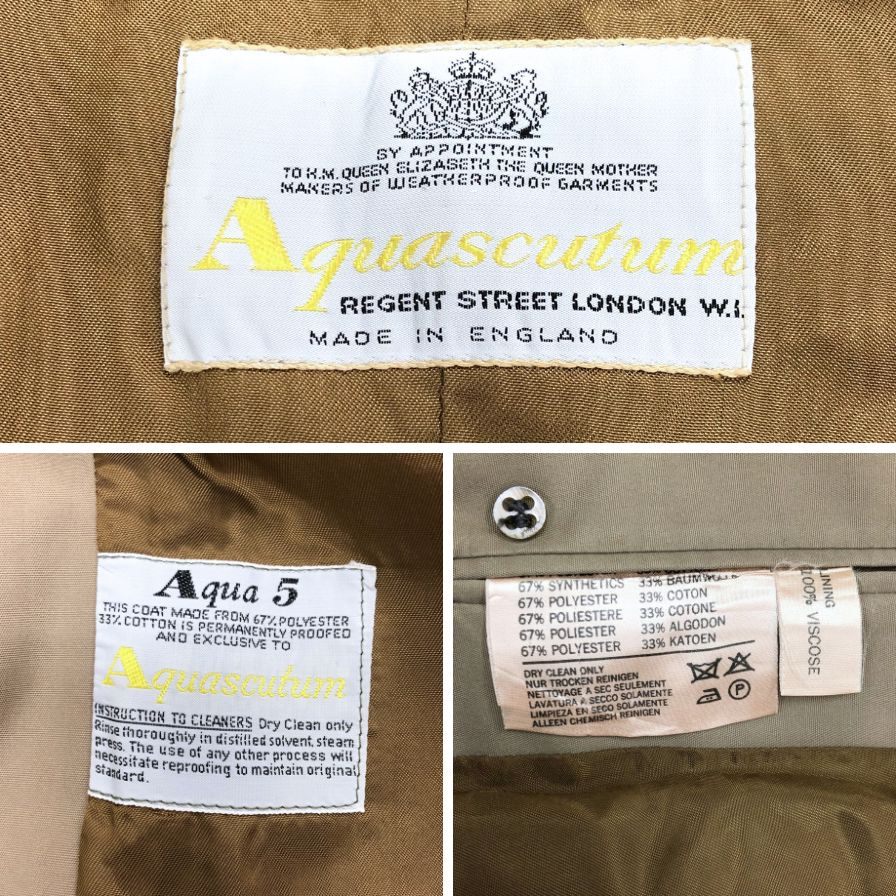 BY APPOINTMENT
TO H.M. QUEEN ELIZABETH THE QUEEN MOTHER
MAKERS OF WEATHERPROOF GARMENTS
Aquascutum
REGENT STREET LONDON W.1.
MADE IN ENGLAND
Aqua 5
THIS COAT MADE FROM 67% POLYESTER
33% COTTON IS PERMANENTLY PROOFED
AND EXCLUSIVE TO
Aquascutum
INSTRUCTION TO CLEANERS Dry Clean only
Rinse thoroughly in distilled solvent, steam
press. The use of any other process will
necessitate reproofing to maintain original
standard.
67% SYNTHETICS 33% BAUMWOLLE
67% POLYESTER 33% COTON
67% POLIESTERE 33% COTONE
67% POLIESTER 33% ALGODON
67% POLYESTER 33% KATOEN
DRY CLEAN ONLY
NUR TROCKEN REINIGEN
NETTOYAGE A SEC SEULEMENT
LAVATURA A SECCO SOLAMENTE
LIMPIEZA EN SECO SOLAMENTE
ALLEEN CHEMISCH REINIGEN
P
LINING
100% VISCOSE